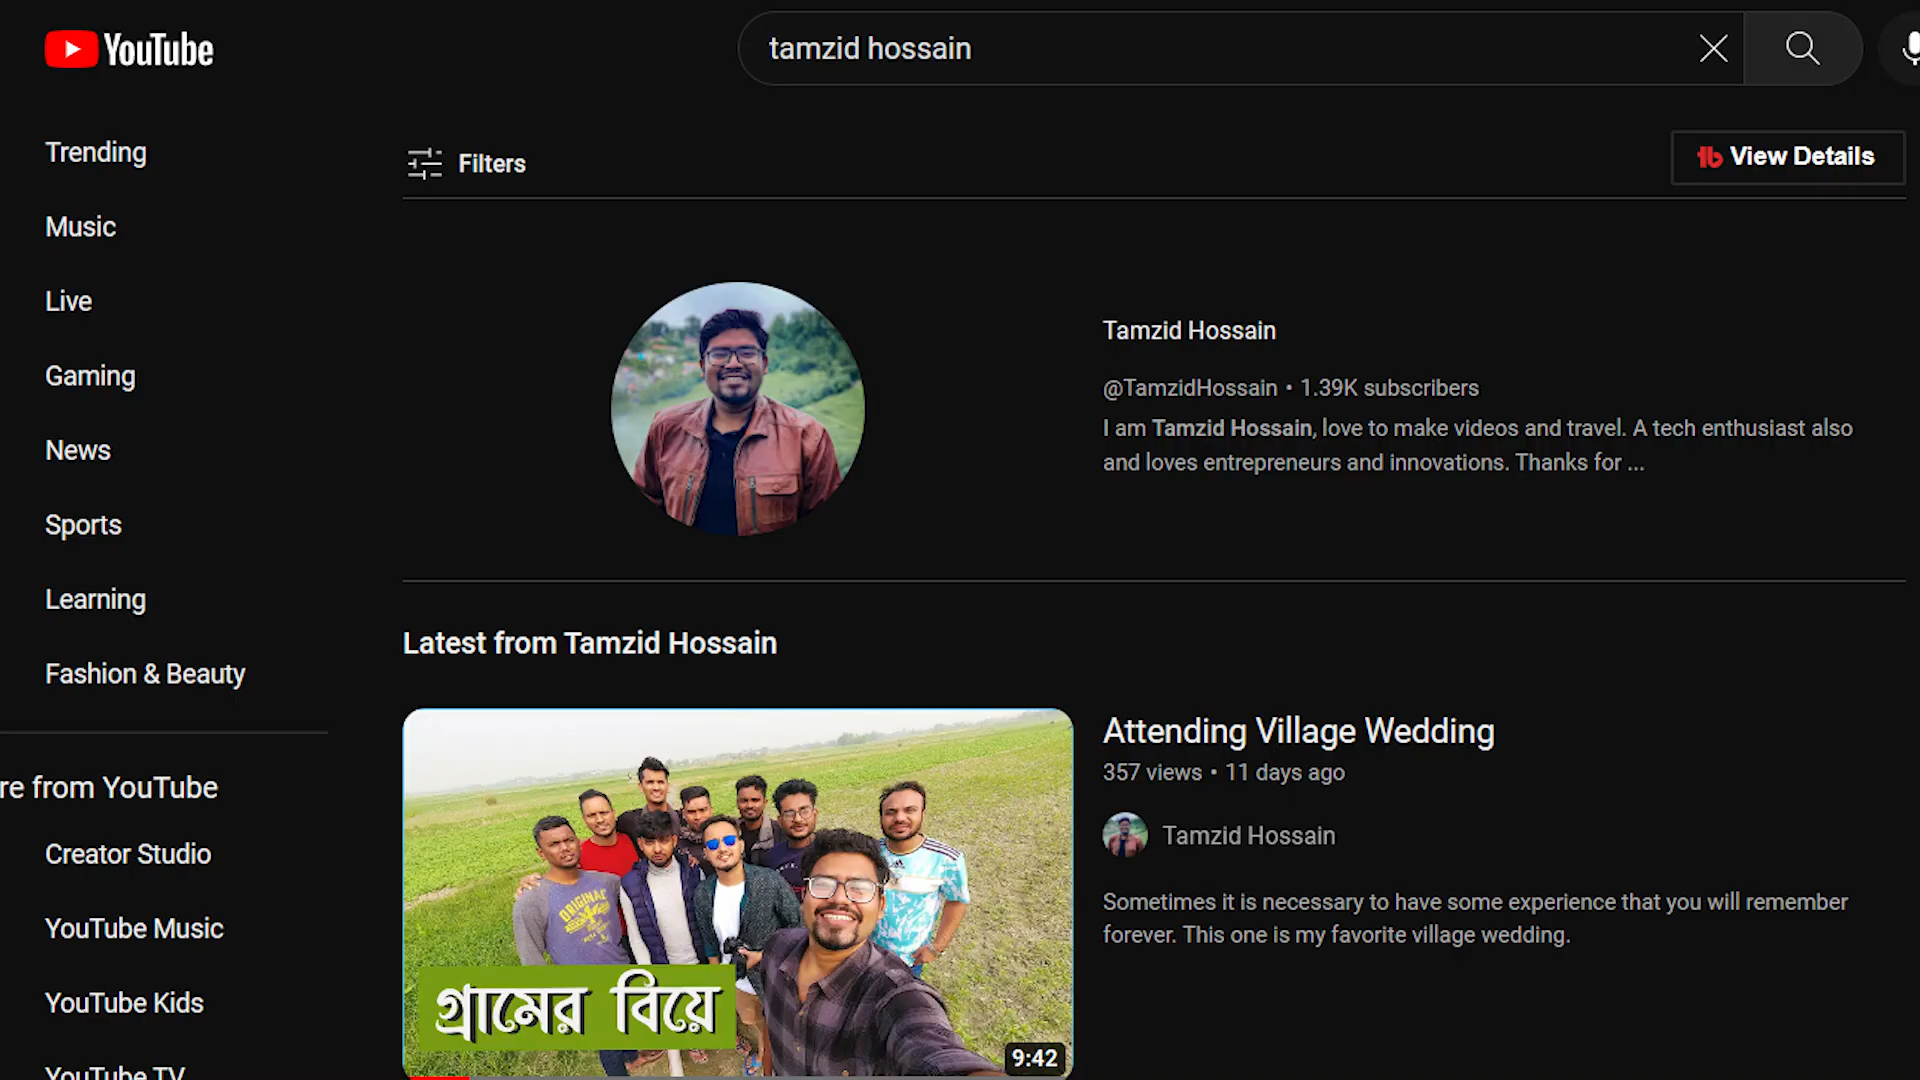 YouTube
tamzid hossain
Trending
Music
Live
Gaming
News
Sports
Learning
Fashion & Beauty
re from YouTube
Creator Studio
YouTube Music
YouTube Kids
YouTube TV
Filters
View Details
Tamzid Hossain
@TamzidHossain • 1.39K subscribers
I am Tamzid Hossain, love to make videos and travel. A tech enthusiast also
and loves entrepreneurs and innovations. Thanks for ...
Latest from Tamzid Hossain
ORIGINAL
গ্রামের বিয়ে
9:42
Attending Village Wedding
357 views • 11 days ago
Tamzid Hossain
Sometimes it is necessary to have some experience that you will remember
forever. This one is my favorite village wedding.